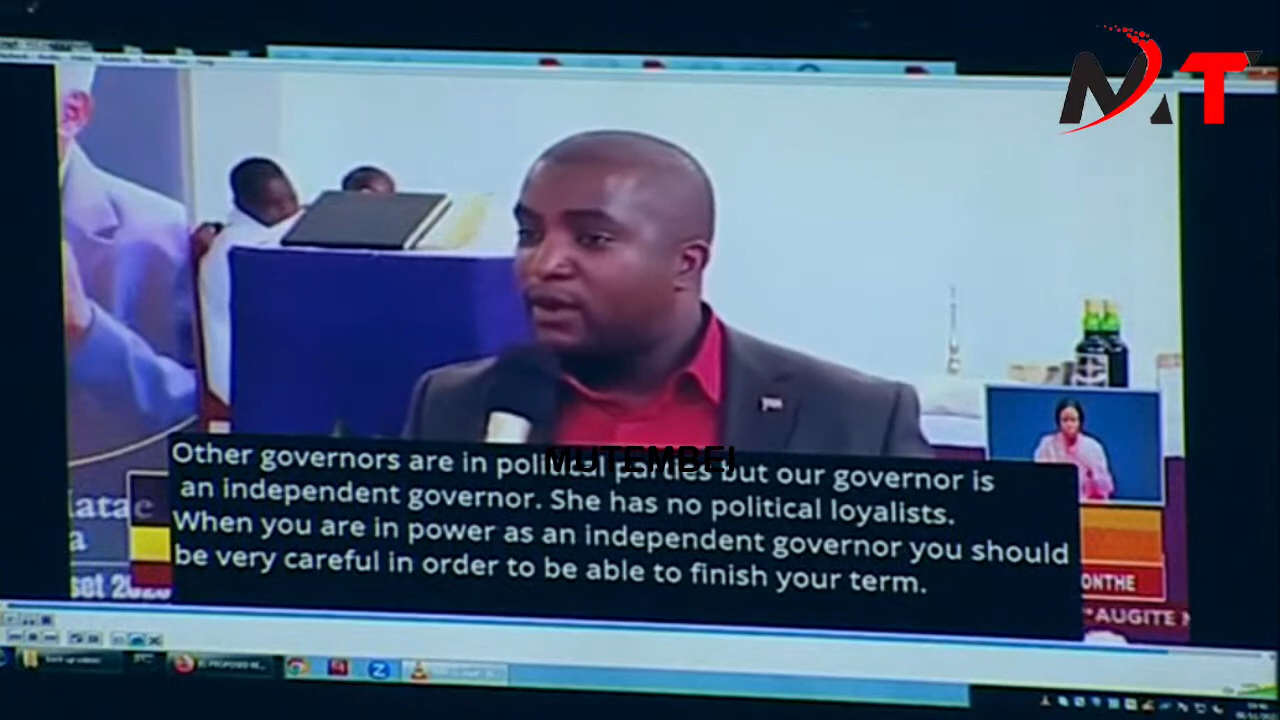 MT
Other governors are in political parties but our governor is
an independent governor. She has no political loyalists.
When you are in power as an independent governor you should
be very careful in order to be able to finish your term.
MUTEMBEI
atae
a
set
ONTHE
"AUGITE